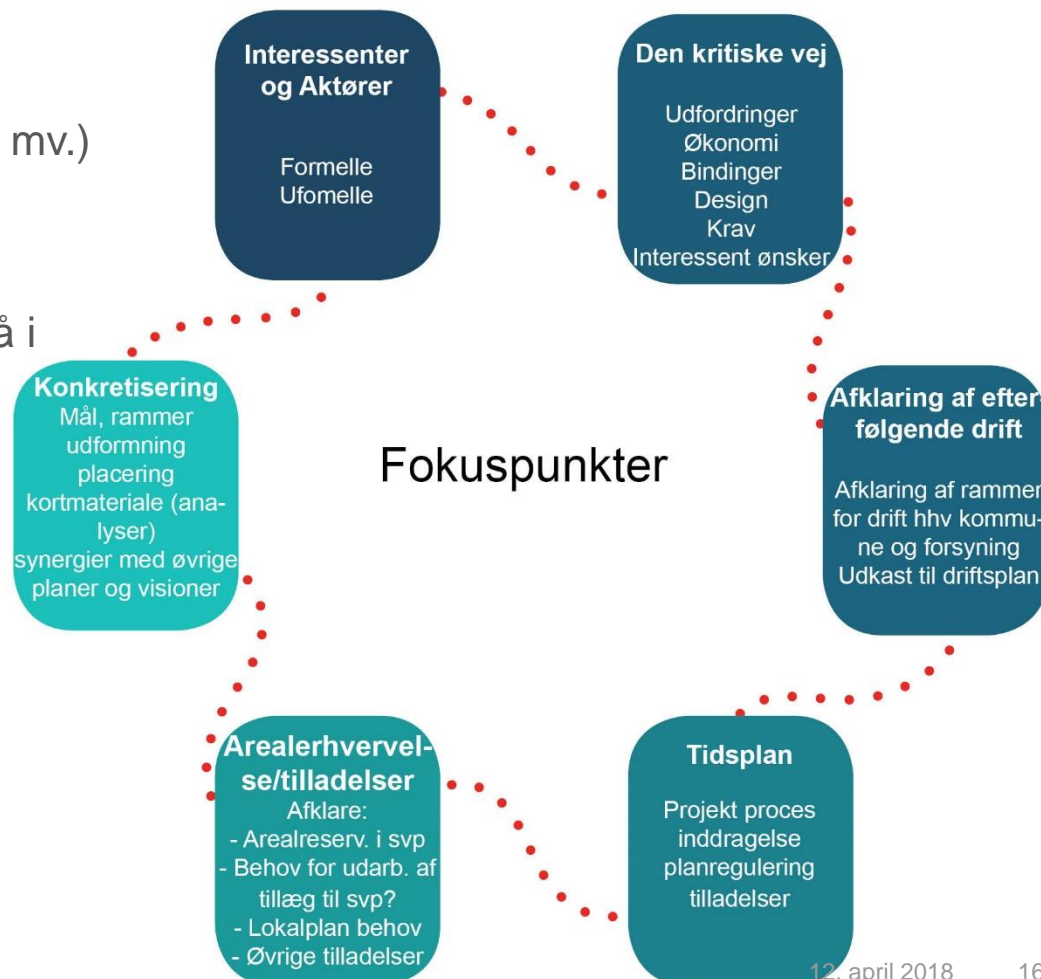 mv.)
å i
Interessenter
og Aktører
Formelle
Ufomelle
Den kritiske vej
Udfordringer
Økonomi
Bindinger
Design
Krav
Interessent ønsker
Konkretisering
Mål, rammer
udformning
placering
kortmateriale (ana-
lyser)
synergier med øvrige
planer og visioner
Fokuspunkter
Afklaring af efter-
følgende drift
Afklaring af rammer
for drift hhv kommu-
ne og forsyning
Udkast til driftsplan
Arealerhvervel-
se/tilladelser
Afklare:
- Arealreserv. i svp
- Behov for udarb. af
tillæg til svp?
- Lokalplan behov
- Øvrige tilladelser
Tidsplan
Projekt proces
inddragelse
planregulering
tilladelser
12. april 2018
16